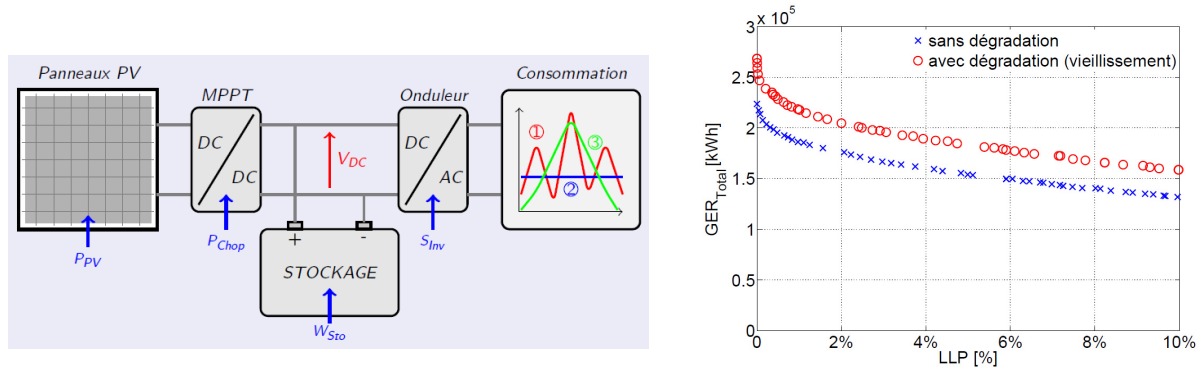 Panneaux PV
MPPT
Onduleur
Consommation
DC
DC
V_DC
DC
AC
①
③
②
P_PV
P_Chop
+
-
S_Inv
STOCKAGE
W_Sto
3 x 10^5
2.5
2
1.5
1
0.5
0
GER_Total [kWh]
sans dégradation
avec dégradation (vieillissement)
0
2%
4%
6%
8%
10%
LLP [%]